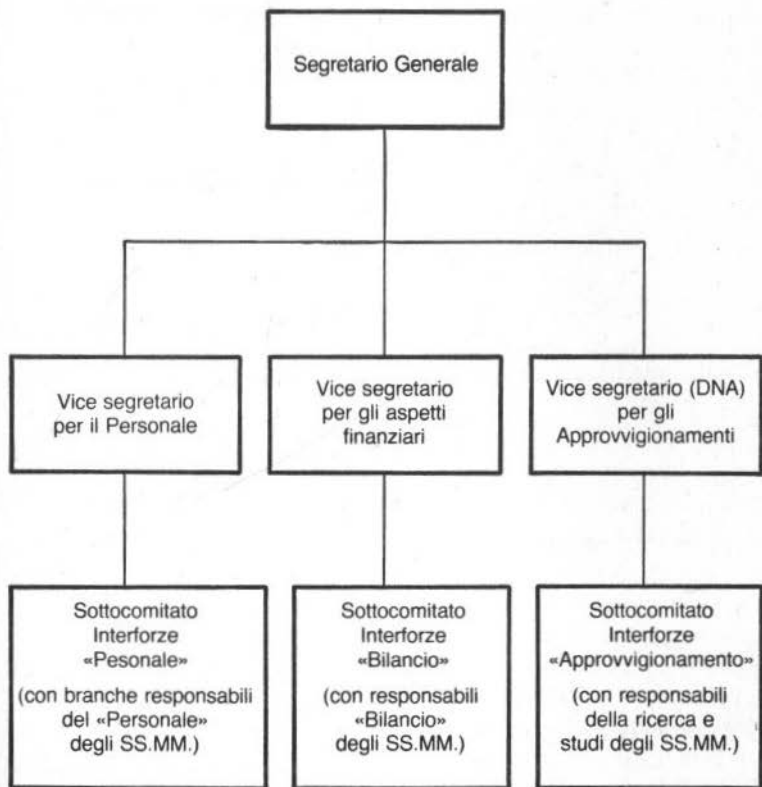 Segretario Generale
Vice segretario
per il Personale
Vice segretario
per gli aspetti
finanziari
Vice segretario (DNA)
per gli
Approvvigionamenti
Sottocomitato
Interforze
«Pesonale»
(con branche responsabili
del «Personale»
degli SS.MM.)
Sottocomitato
Interforze
«Bilancio»
(con responsabili
«Bilancio»
degli SS.MM.)
Sottocomitato
Interforze
«Approvvigionamento»
(con responsabili
della ricerca e
studi degli SS.MM.)